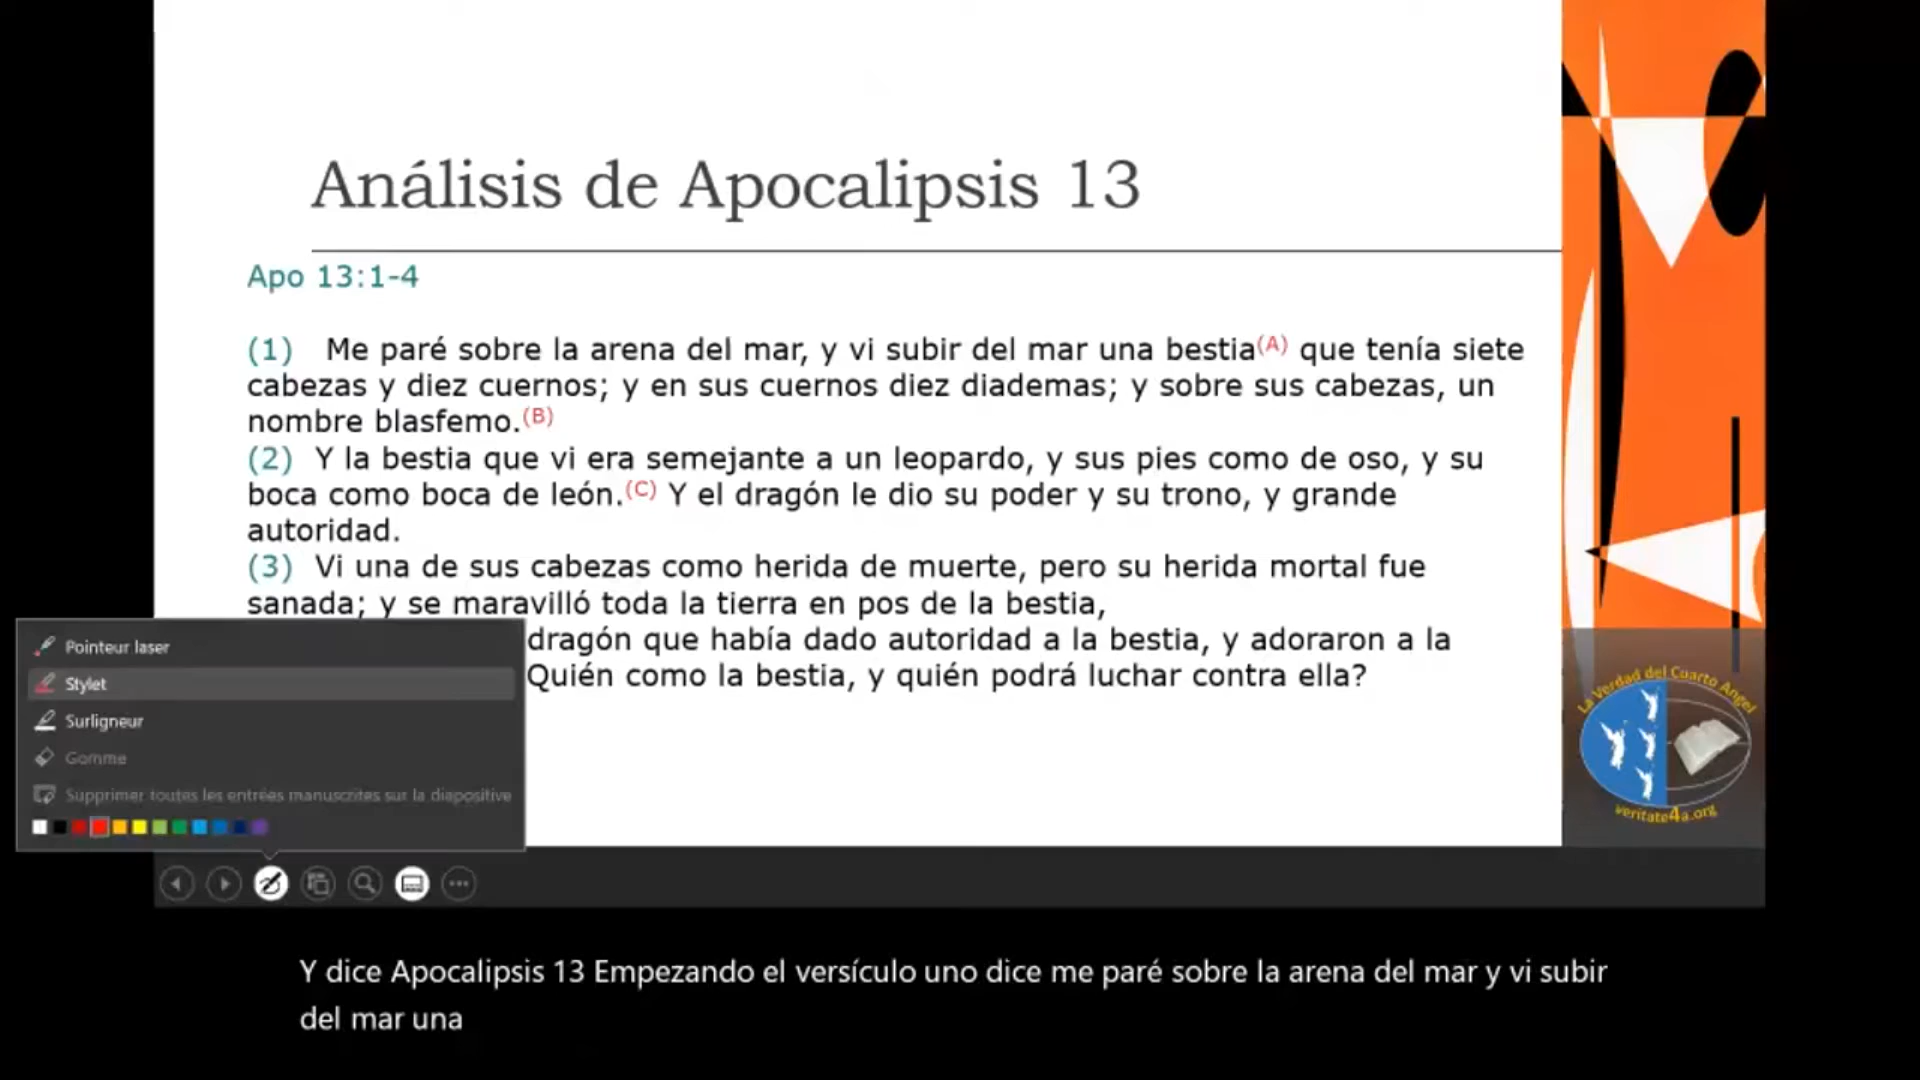 Análisis de Apocalipsis 13
Apo 13:1-4
(1) Me paré sobre la arena del mar, y vi subir del mar una bestia(A) que tenía siete
cabezas y diez cuernos; y en sus cuernos diez diademas; y sobre sus cabezas, un
nombre blasfemo.(B)
(2) Y la bestia que vi era semejante a un leopardo, y sus pies como de oso, y su
boca como boca de león.(C) Y el dragón le dio su poder y su trono, y grande
autoridad.
(3) Vi una de sus cabezas como herida de muerte, pero su herida mortal fue
sanada; y se maravilló toda la tierra en pos de la bestia,
dragón que había dado autoridad a la bestia, y adoraron a la
Quién como la bestia, y quién podrá luchar contra ella?
Pointeur laser
Stylet
Surligneur
Gomme
Supprimer toutes les entrées manuscrites sur la diapositive
La Verdad del Cuarto Angel
veritate4a.org
Y dice Apocalipsis 13 Empezando el versículo uno dice me paré sobre la arena del mar y vi subir
del mar una